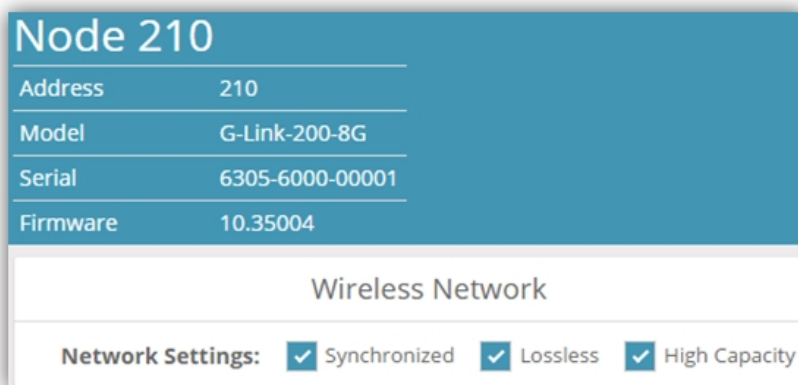 Node 210
Address 210
Model G-Link-200-8G
Serial 6305-6000-00001
Firmware 10.35004
Wireless Network
Network Settings: Synchronized Lossless High Capacity